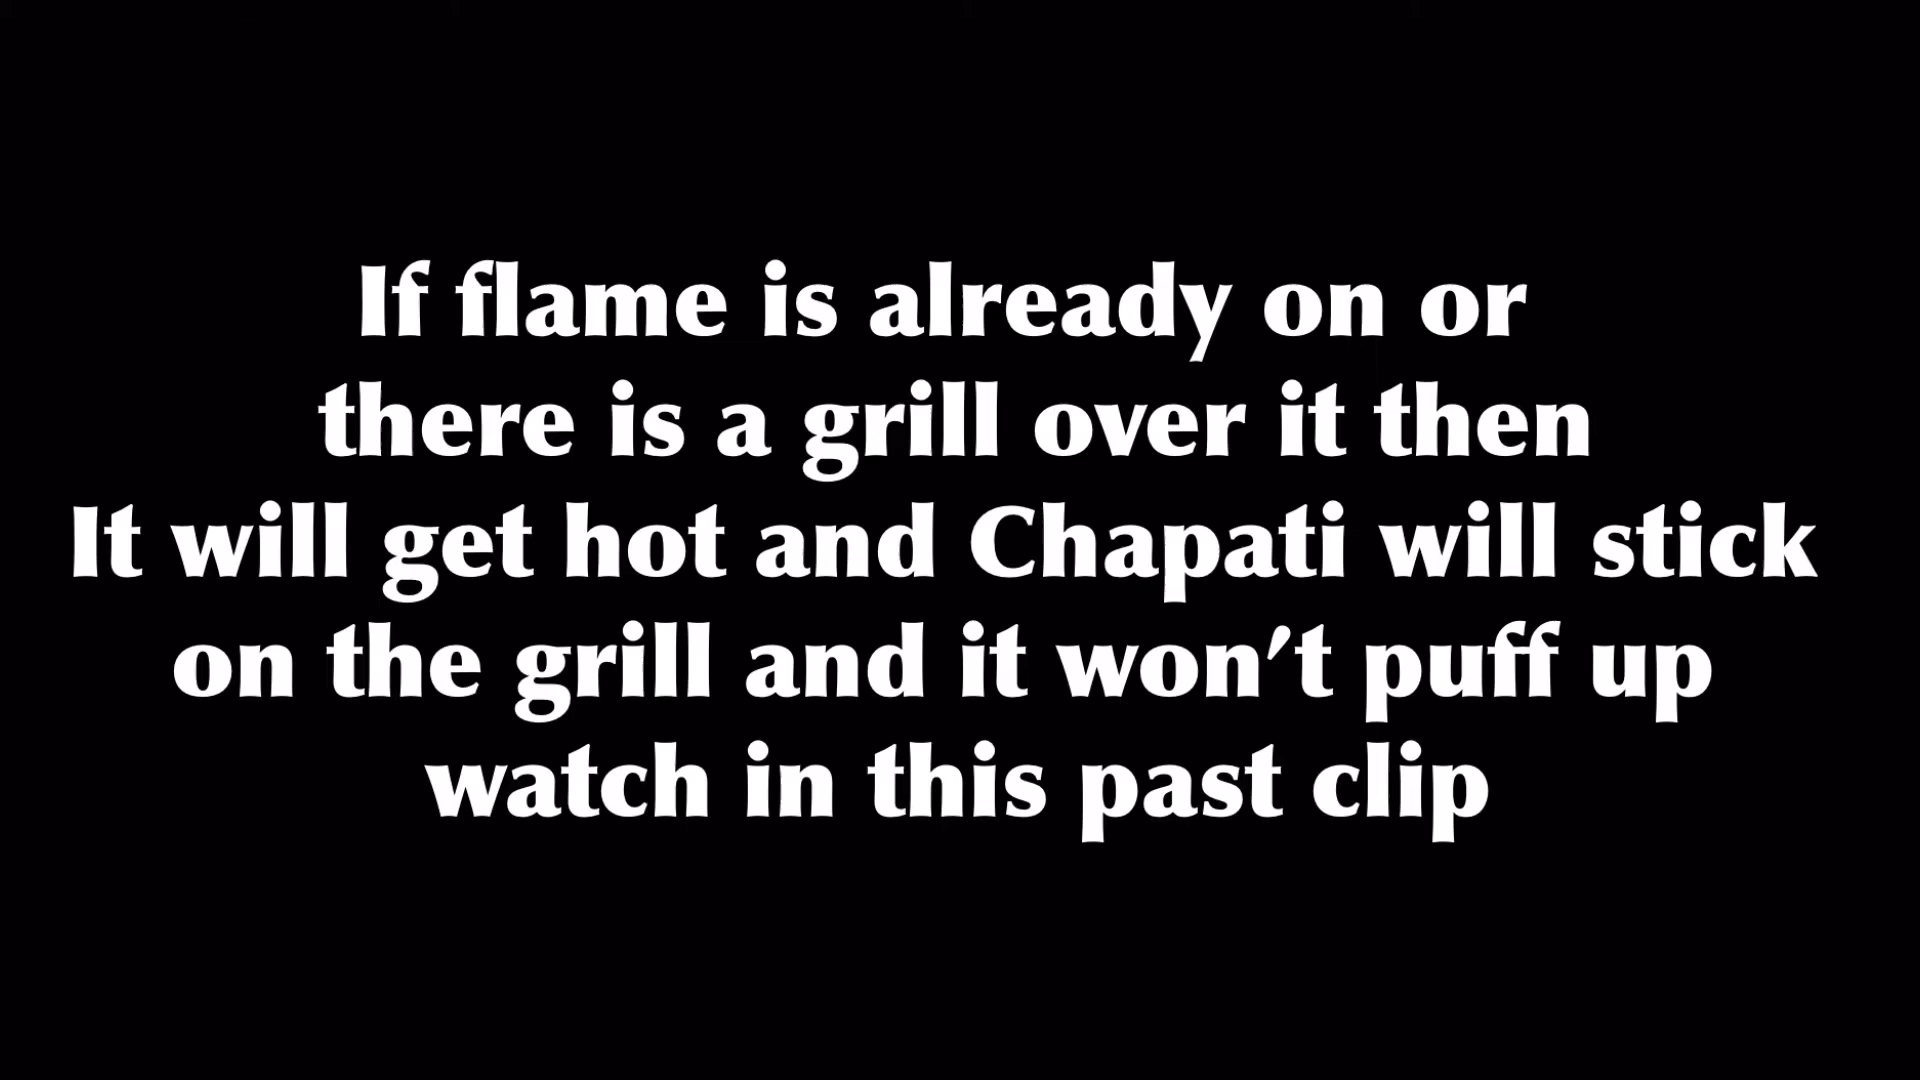 If flame is already on or
there is a grill over it then
It will get hot and Chapati will stick
on the grill and it won't puff up
watch in this past clip